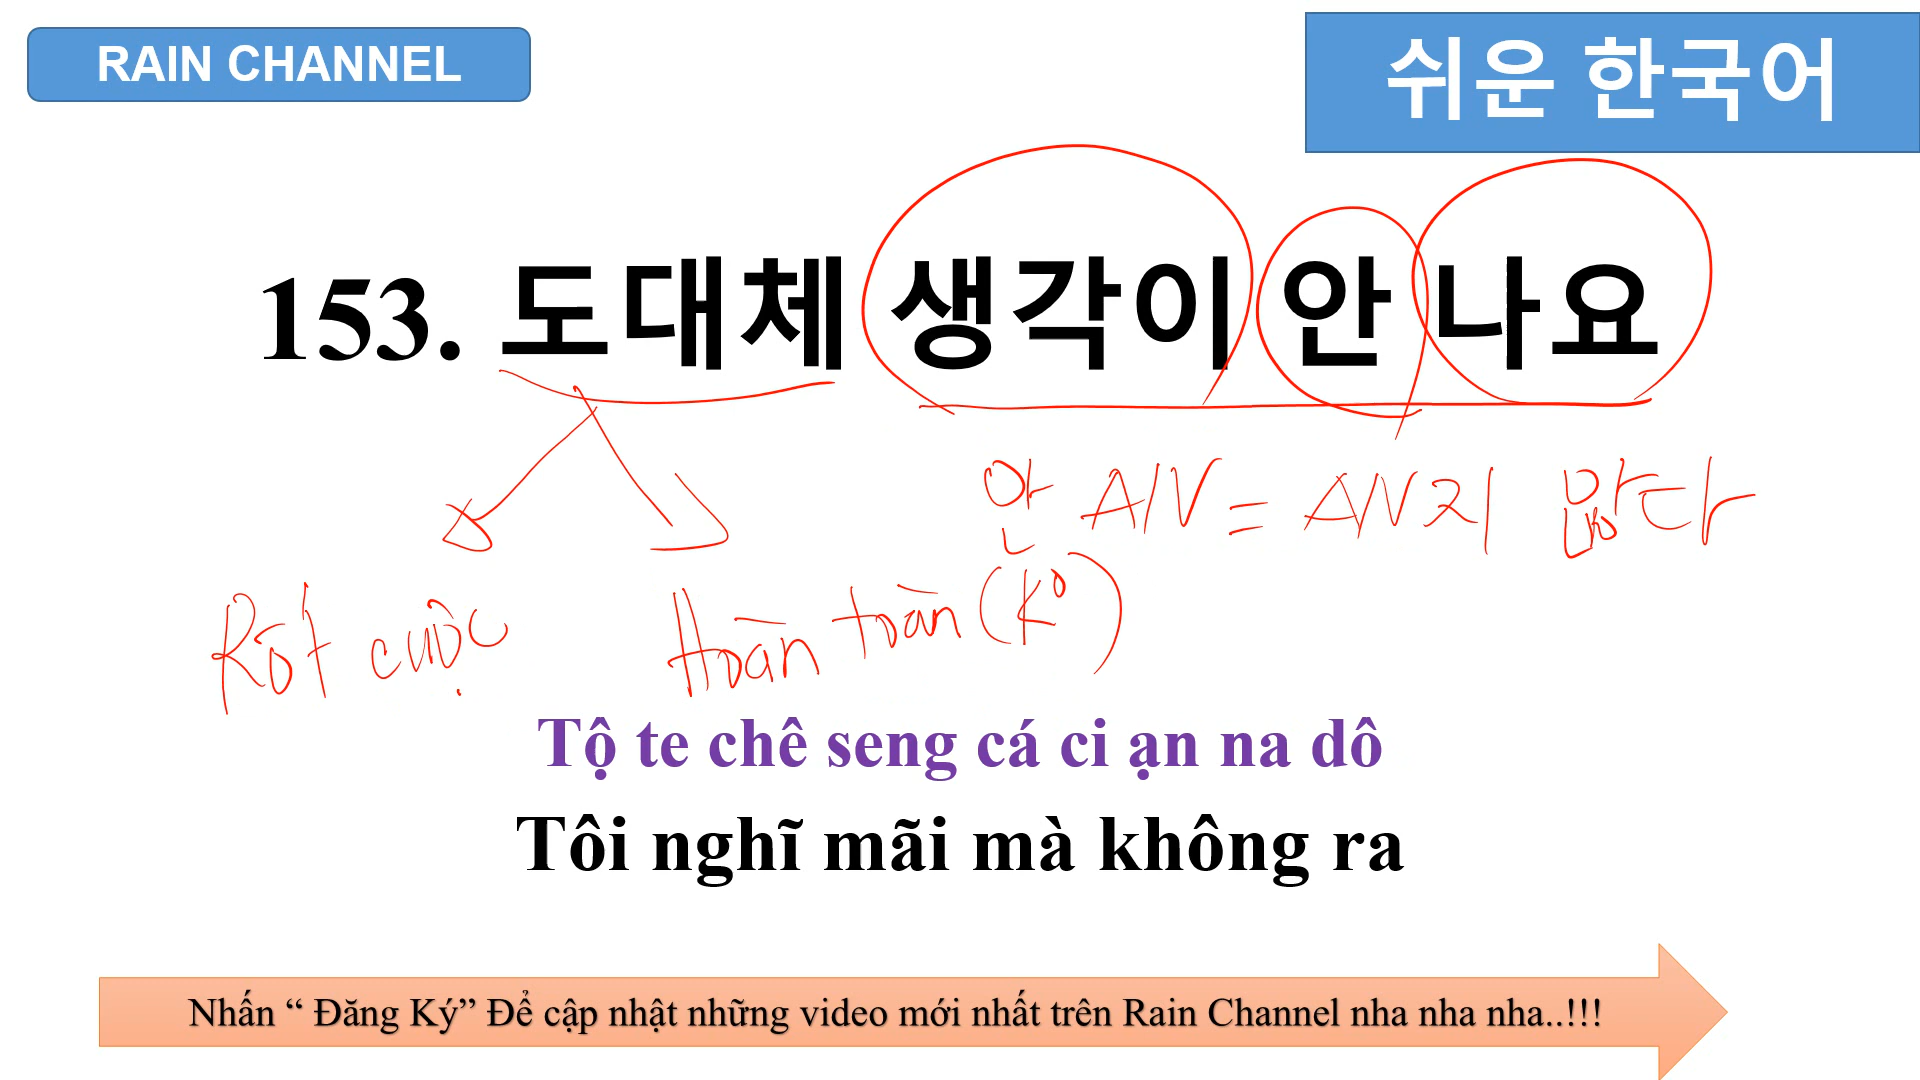 RAIN CHANNEL
쉬운 한국어
153. 도대체 생각이 안 나요
안 A/V = A/V지 않다
Rốt cuộc
Hoàn toàn (K°)
Tộ te chê seng cá ci ạn na dô
Tôi nghĩ mãi mà không ra
Nhấn “ Đăng Ký” Để cập nhật những video mới nhất trên Rain Channel nha nha nha..!!!